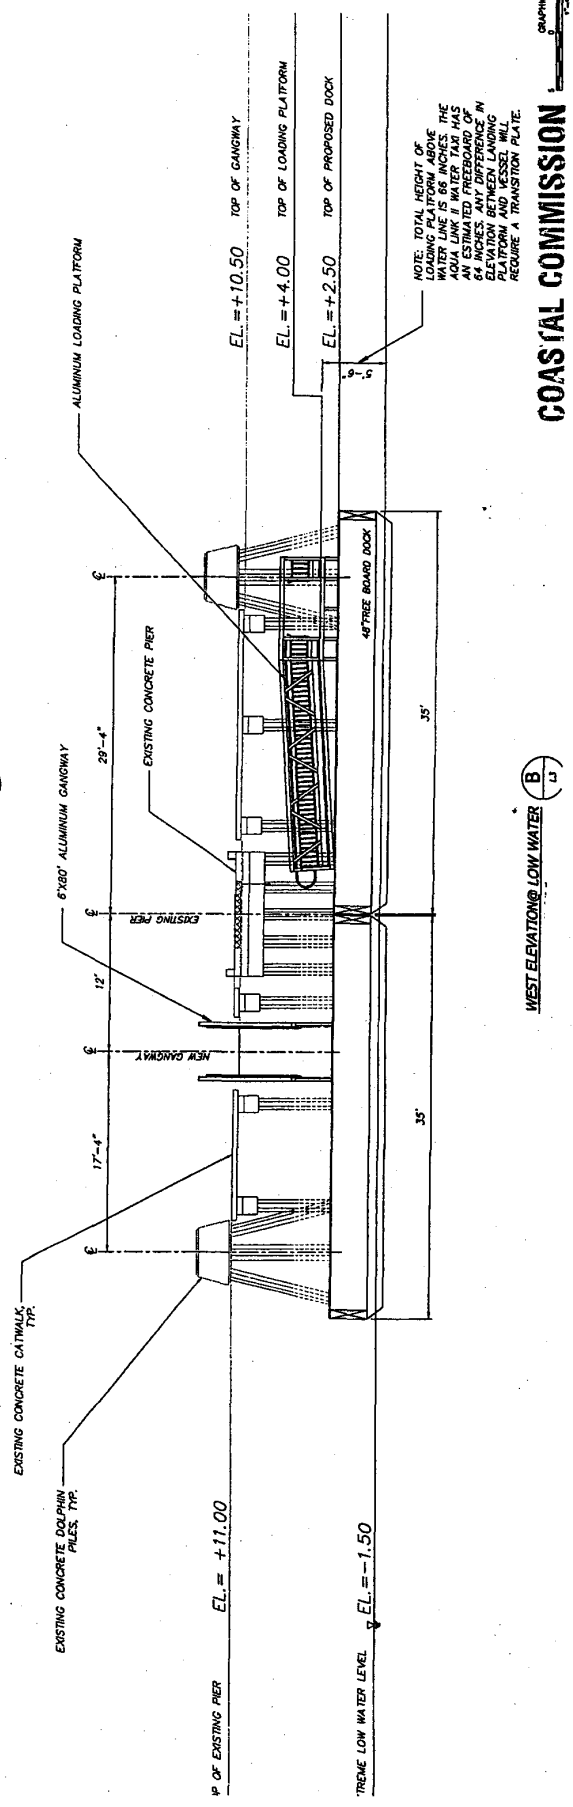 EXISTING CONCRETE DOLPHIN
PILES, TYP.
EXISTING CONCRETE CATWALK,
TYP.
6'X80' ALUMINUM GANGWAY
EXISTING CONCRETE PIER
ALUMINUM LOADING PLATFORM
17'-4"
12'
29'-4"
NEW GANGWAY
EXISTING PIER
P OF EXISTING PIER
EL.= +11.00
TREME LOW WATER LEVEL
EL.=-1.50
EL.=+10.50 TOP OF GANGWAY
EL.=+4.00 TOP OF LOADING PLATFORM
EL.=+2.50 TOP OF PROPOSED DOCK
5'-6"
48"FREE BOARD DOCK
35'
35'
NOTE: TOTAL HEIGHT OF
LOADING PLATFORM ABOVE
WATER LINE IS 66 INCHES. THE
AQUA LINK II WATER TAXI HAS
AN ESTIMATED FREEBOARD OF
64 INCHES. ANY DIFFERENCE IN
ELEVATION BETWEEN LANDING
PLATFORM AND VESSEL WILL
REQUIRE A TRANSITION PLATE.
WEST ELEVATION@ LOW WATER
B
L3
COASTAL COMMISSION
GRAPHI
5
0